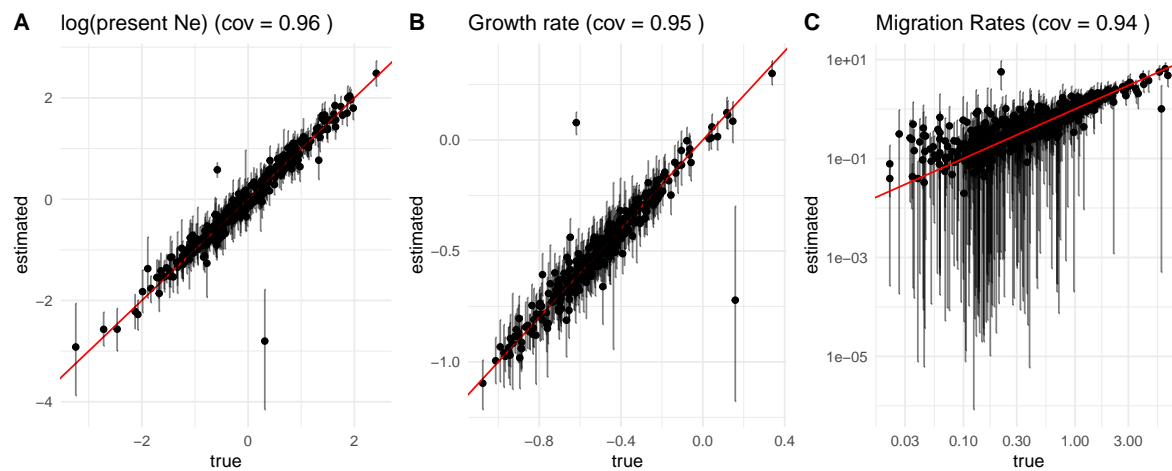 A log(present Ne) (cov = 0.96 )
estimated
2
0
−2
−4
−2
0
2
true
B Growth rate (cov = 0.95 )
estimated
0.0
−0.5
−1.0
−0.8
−0.4
0.0
0.4
true
C Migration Rates (cov = 0.94 )
estimated
1e+01
1e−01
1e−03
1e−05
0.03
0.10
0.30
1.00
3.00
true